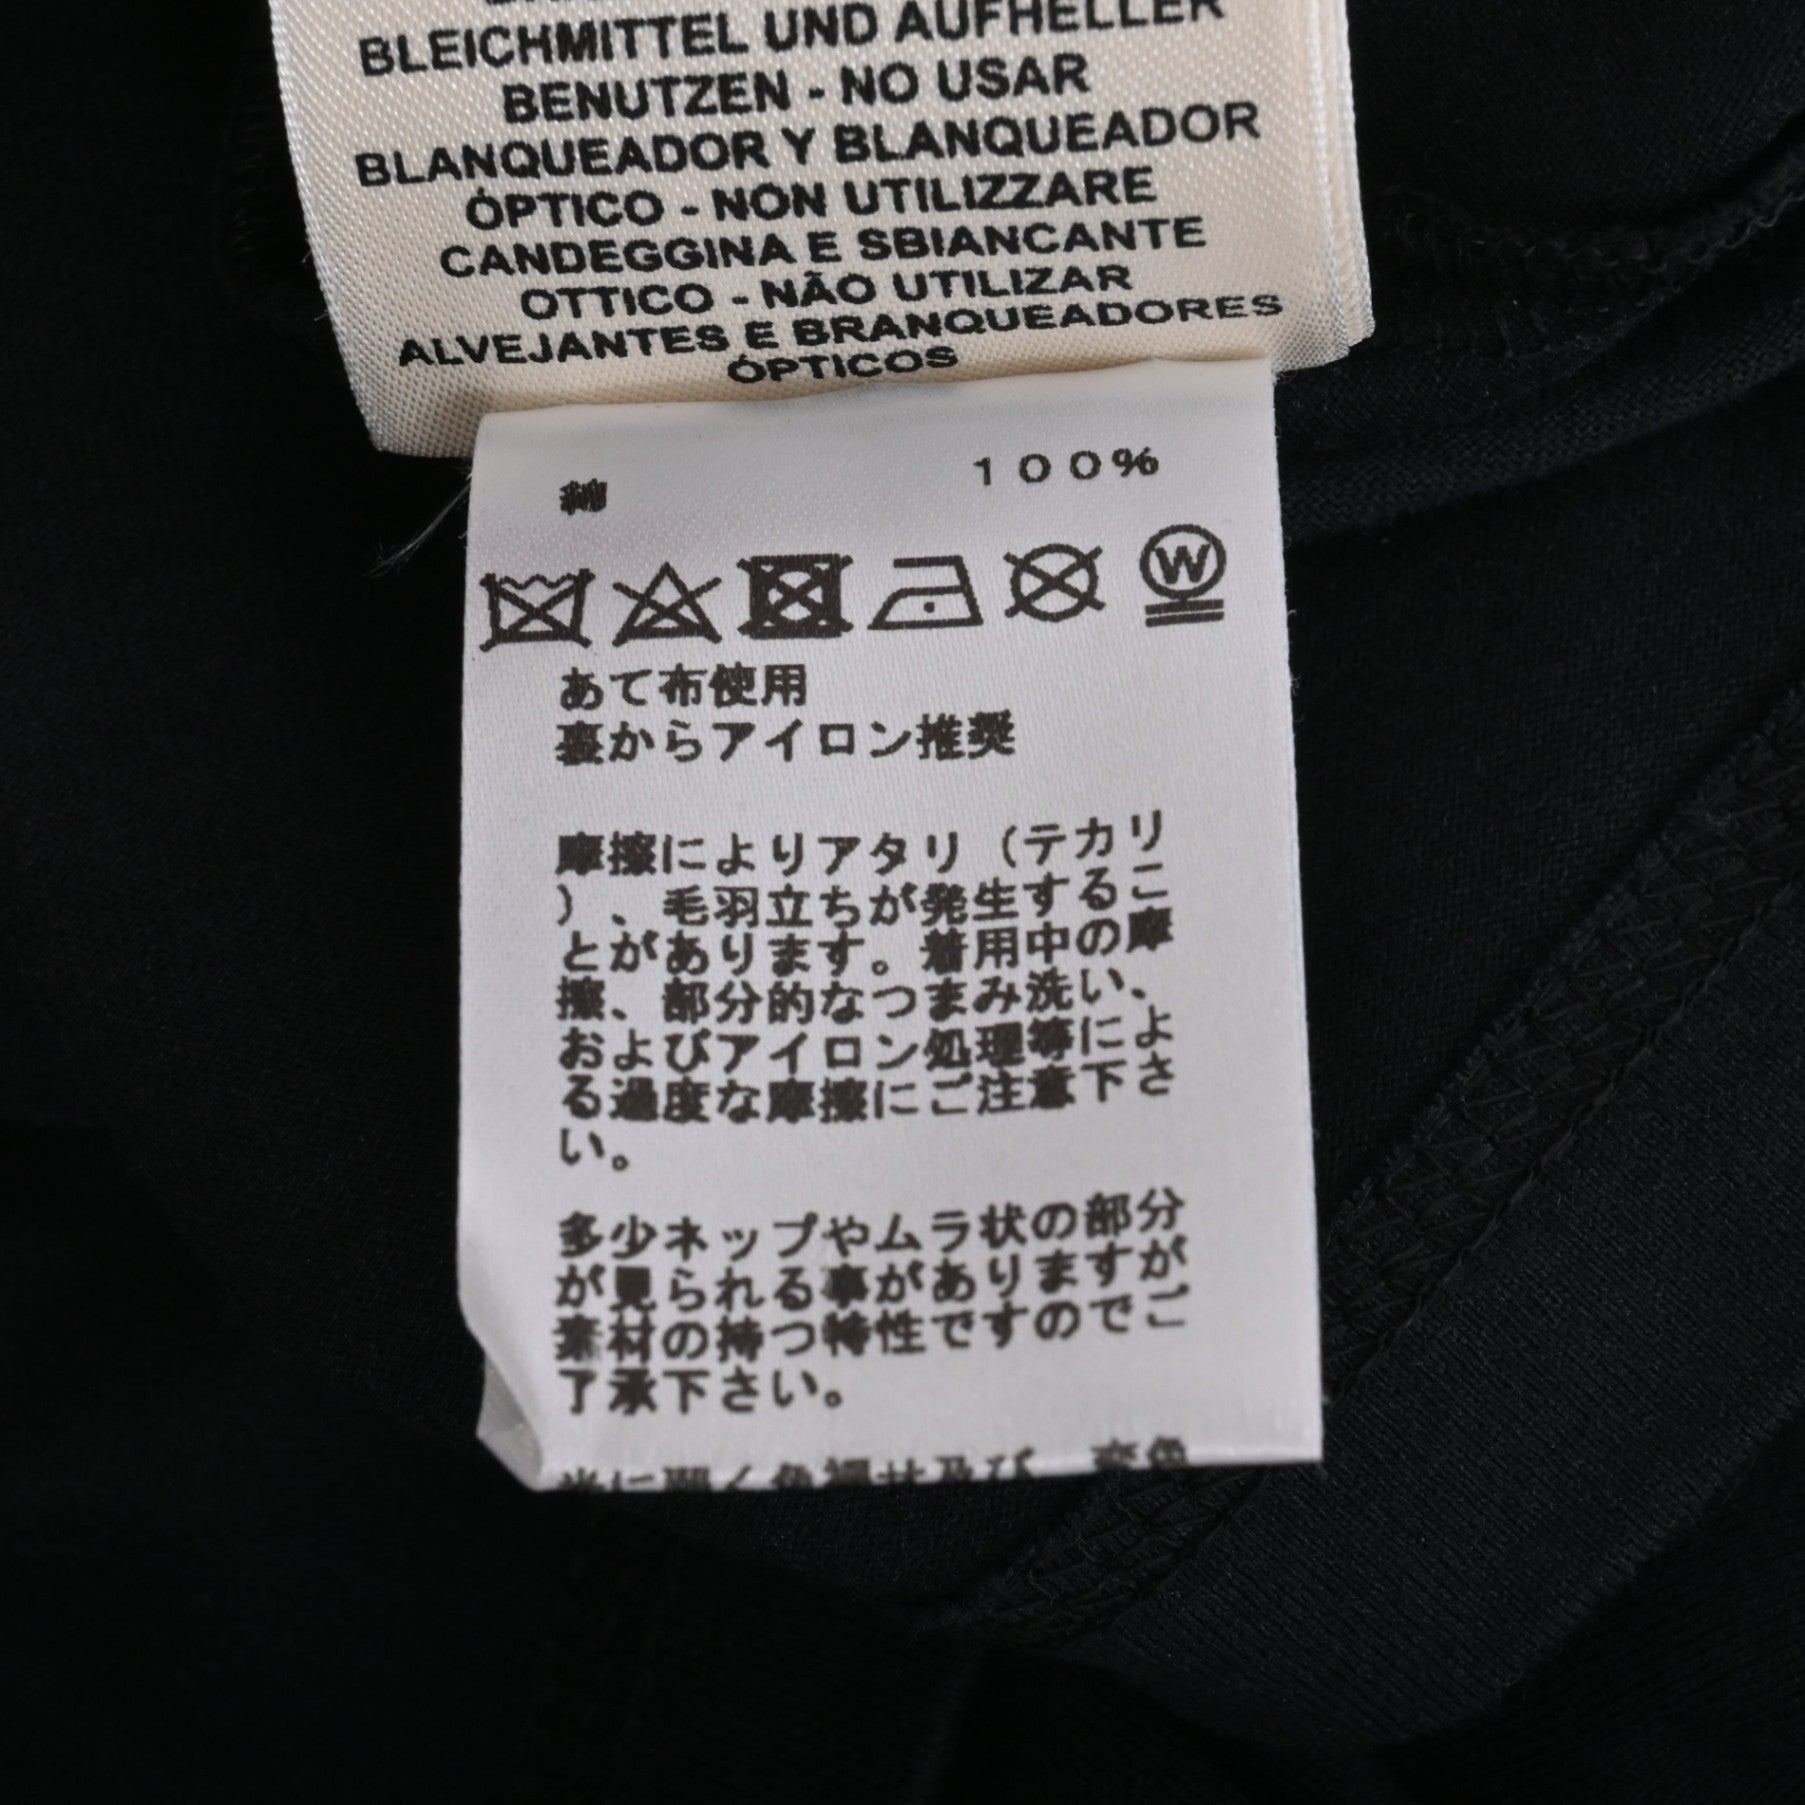 BLEICHMITTEL UND AUFHELLER
BENUTZEN - NO USAR
BLANQUEADOR Y BLANQUEADOR
ÓPTICO - NON UTILIZZARE
CANDEGGINA E SBIANCANTE
OTTICO - NÃO UTILIZAR
ALVEJANTES E BRANQUEADORES
ÓPTICOS
綿 100%
W
あて布使用
裏からアイロン推奨
摩擦によりアタリ(テカリ
)、毛羽立ちが発生するこ
とがあります。着用中の摩
擦、部分的なつまみ洗い、
およびアイロン処理等によ
る過度な摩擦にご注意下さ
い。
多少ネップやムラ状の部分
が見られる事がありますが
素材の持つ特性ですのでご
了承下さい。